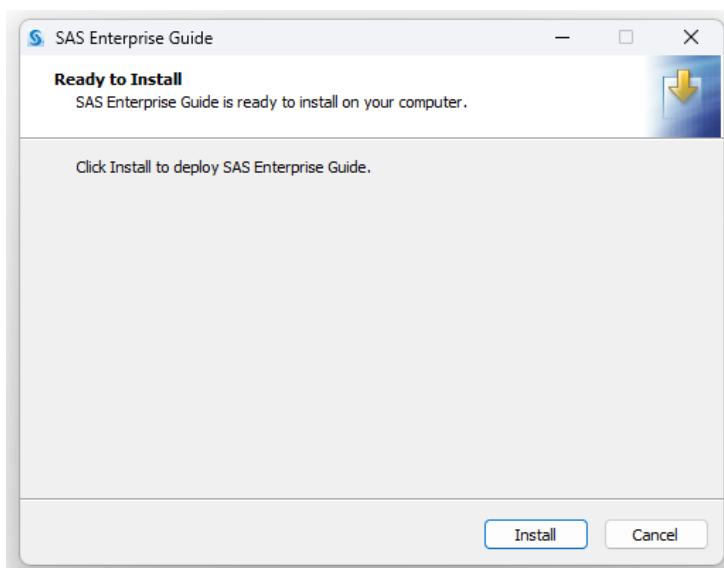 SAS Enterprise Guide
Ready to Install
SAS Enterprise Guide is ready to install on your computer.
Click Install to deploy SAS Enterprise Guide.
Install
Cancel